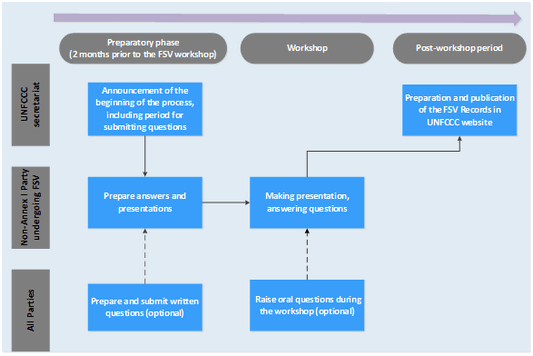 Preparatory phase
(2 months prior to the FSV workshop)
Workshop
Post-workshop period
UNFCCC
secretariat
Announcement of the
beginning of the process,
including period for
submitting questions
Preparation and publication
of the FSV Records in
UNFCCC website
Non-Annex I Party
undergoing FSV
Prepare answers and
presentations
Making presentation,
answering questions
All Parties
Prepare and submit written
questions (optional)
Raise oral questions during
the workshop (optional)